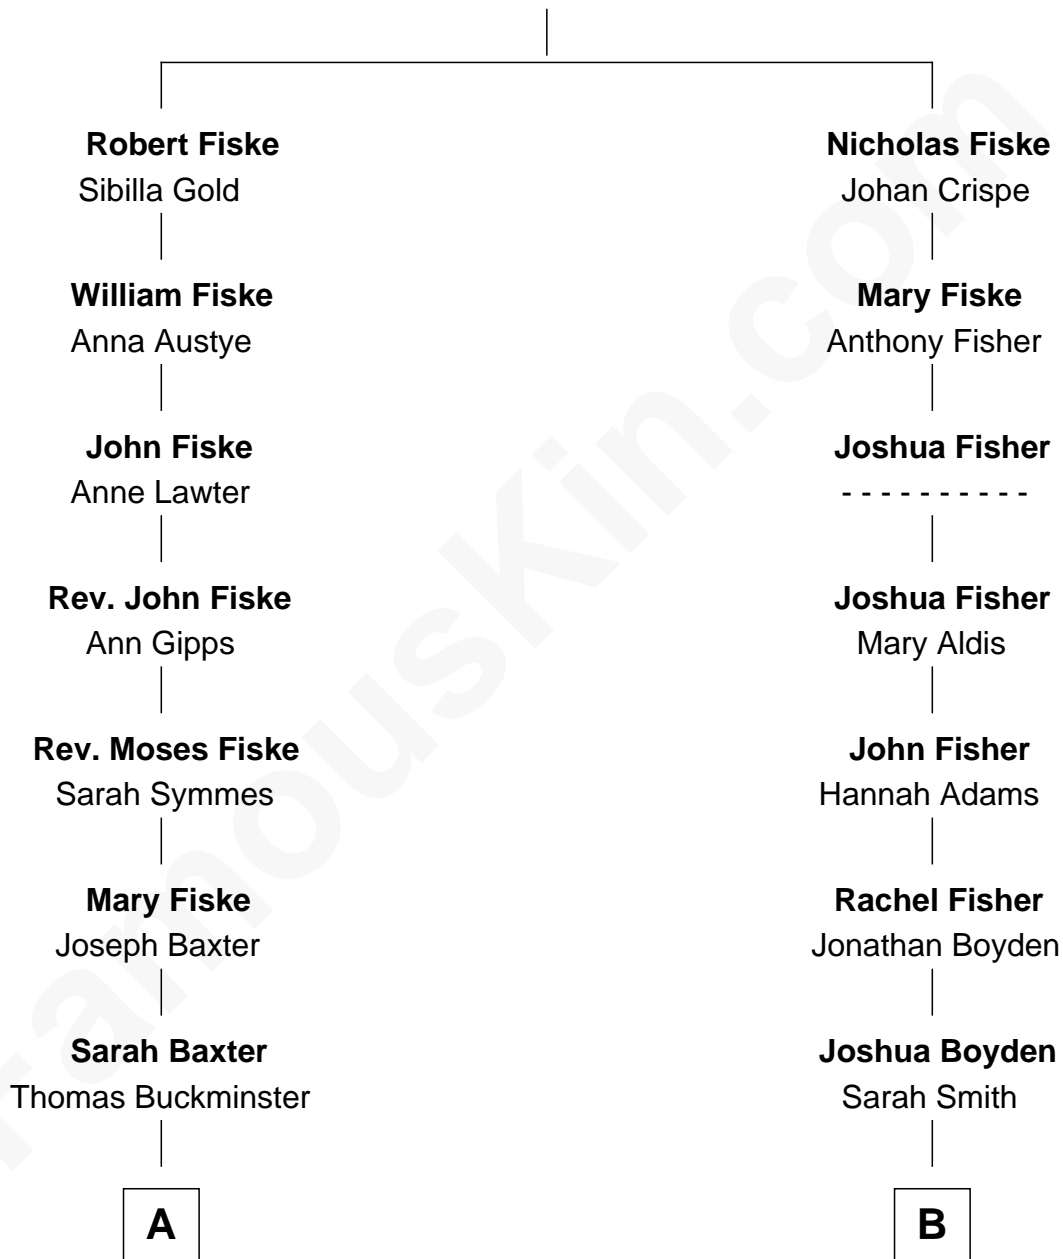 Robert Fiske
Sibilla Gold
William Fiske
Anna Austye
John Fiske
Anne Lawter
Rev. John Fiske
Ann Gipps
Rev. Moses Fiske
Sarah Symmes
Mary Fiske
Joseph Baxter
Sarah Baxter
Thomas Buckminster
A
Nicholas Fiske
Johan Crispe
Mary Fiske
Anthony Fisher
Joshua Fisher
- - - - - - - - - -
Joshua Fisher
Mary Aldis
John Fisher
Hannah Adams
Rachel Fisher
Jonathan Boyden
Joshua Boyden
Sarah Smith
B
FamousKin.com